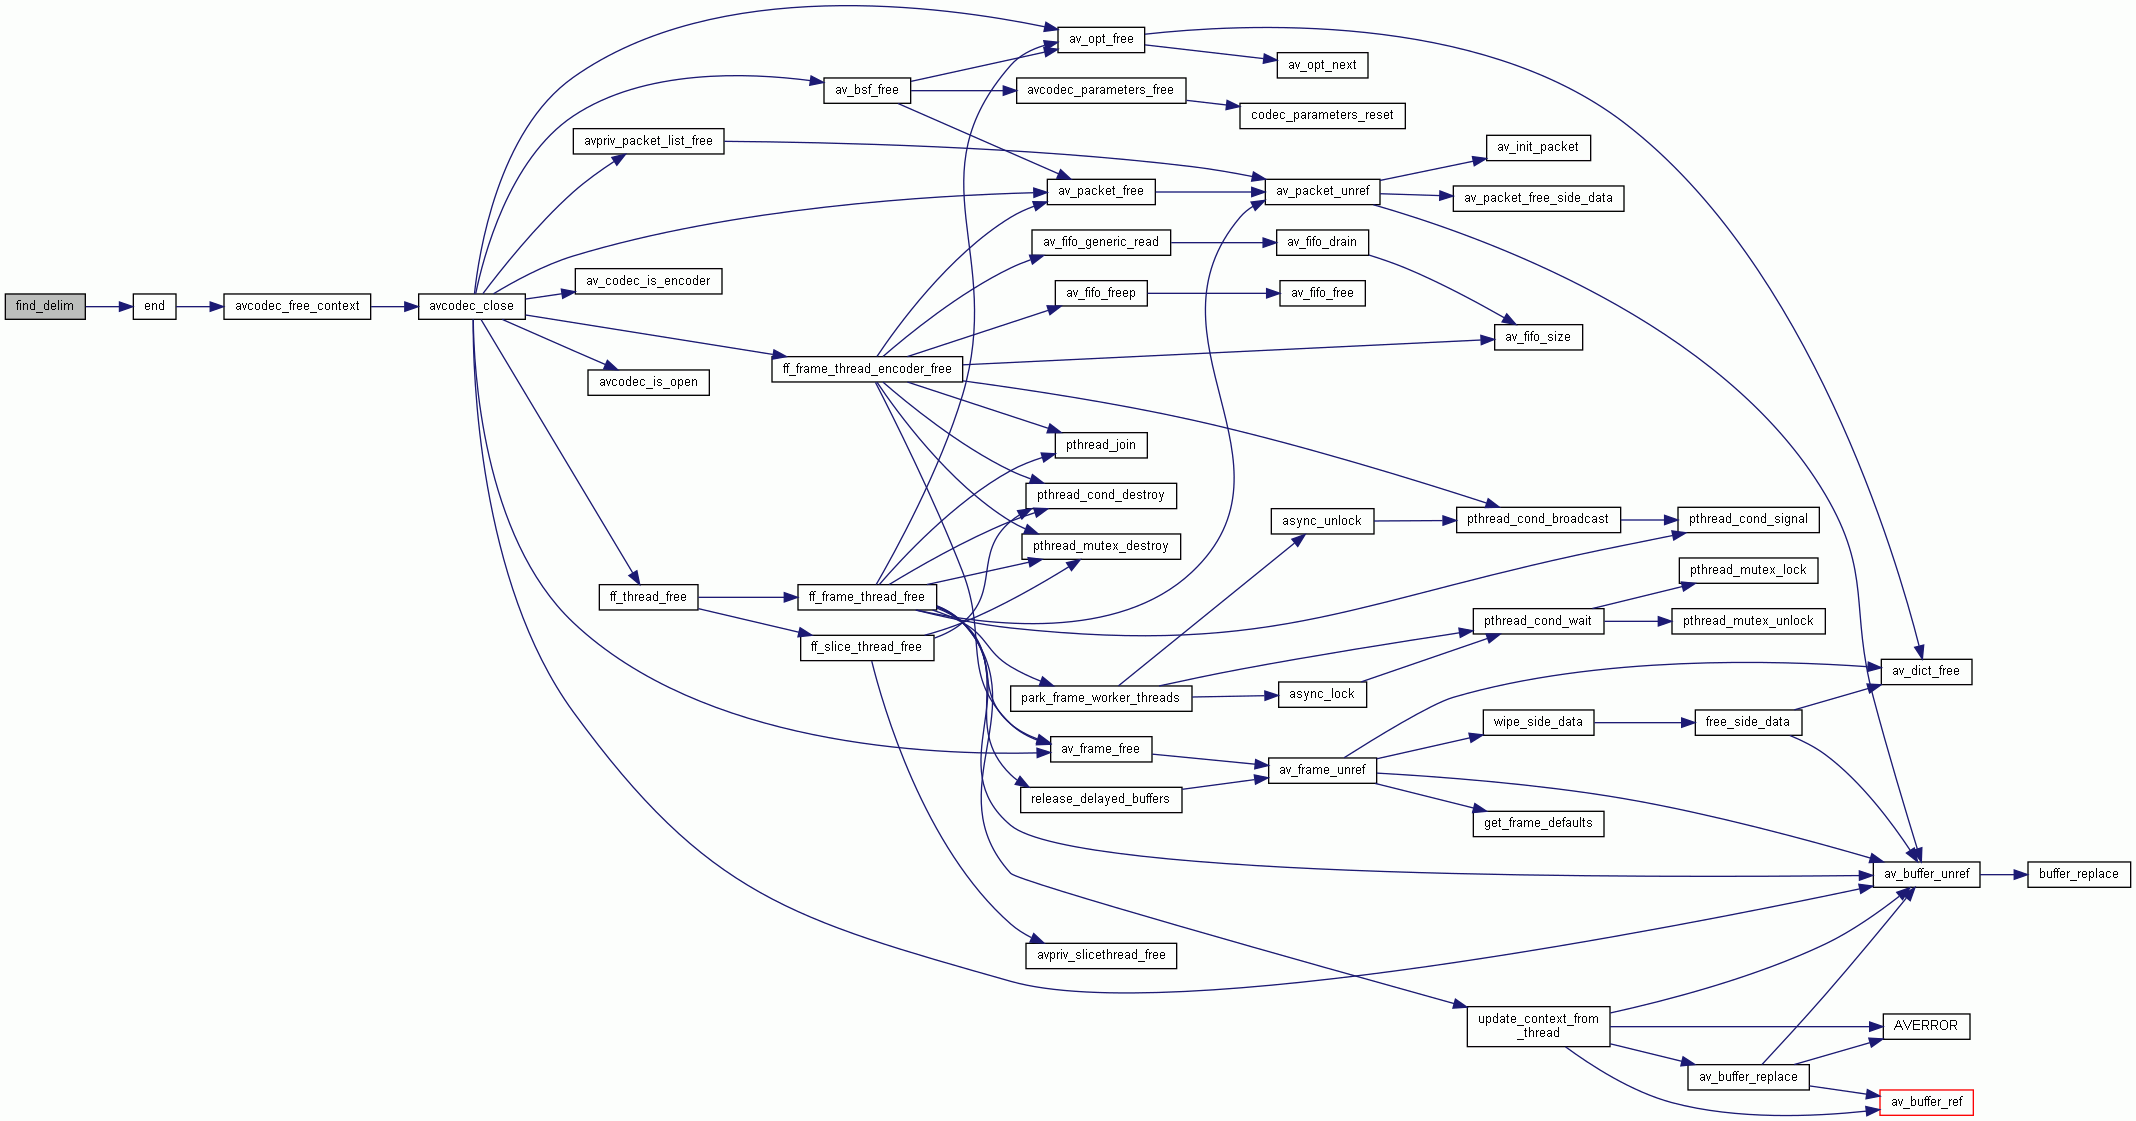 av_opt_free
av_opt_next
av_bsf_free
avcodec_parameters_free
codec_parameters_reset
avpriv_packet_list_free
av_init_packet
av_packet_free
av_packet_unref
av_packet_free_side_data
av_fifo_generic_read
av_fifo_drain
av_codec_is_encoder
av_fifo_freep
av_fifo_free
find_delim
end
avcodec_free_context
avcodec_close
av_fifo_size
ff_frame_thread_encoder_free
avcodec_is_open
pthread_join
pthread_cond_destroy
async_unlock
pthread_cond_broadcast
pthread_cond_signal
pthread_mutex_destroy
pthread_mutex_lock
ff_thread_free
ff_frame_thread_free
pthread_cond_wait
pthread_mutex_unlock
ff_slice_thread_free
av_dict_free
park_frame_worker_threads
async_lock
wipe_side_data
free_side_data
av_frame_free
av_frame_unref
release_delayed_buffers
get_frame_defaults
av_buffer_unref
buffer_replace
avpriv_slicethread_free
update_context_from
_thread
AVERROR
av_buffer_replace
av_buffer_ref